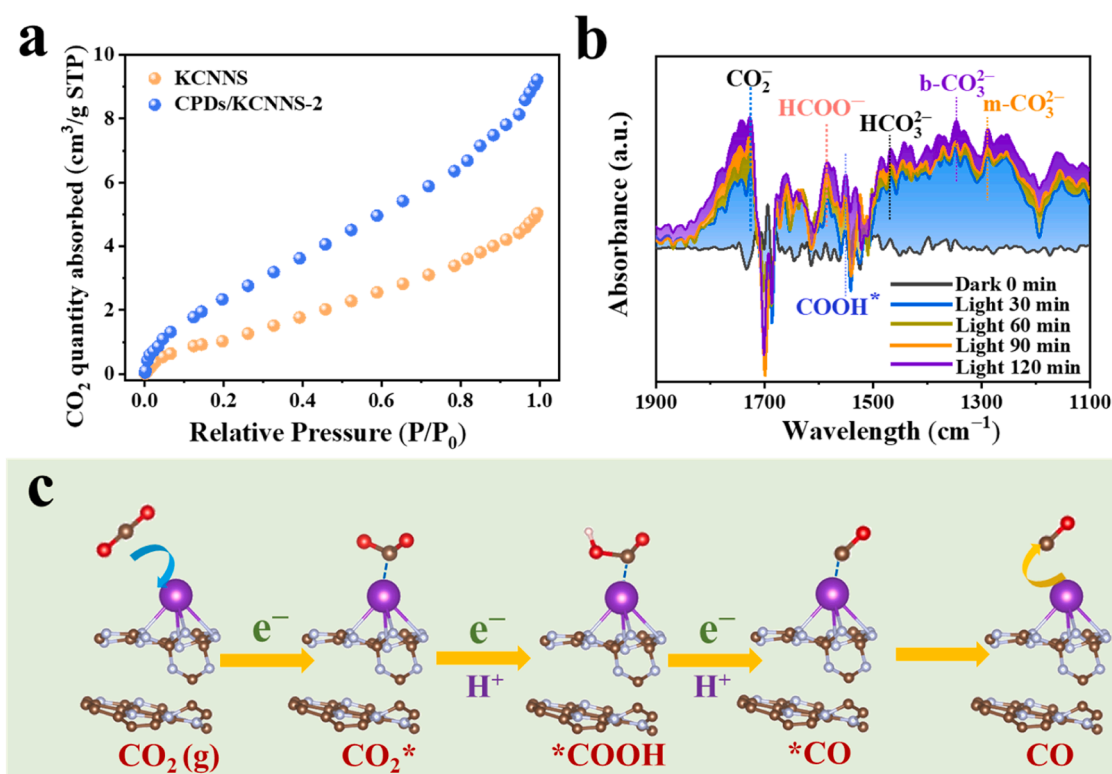 a
CO₂ quantity absorbed (cm³/g STP)
10
8
6
4
2
0
KCNNS
CPDs/KCNNS-2
0.0 0.2 0.4 0.6 0.8 1.0
Relative Pressure (P/P₀)
b
Absorbance (a.u.)
CO₂⁻
HCOO⁻
COOH*
HCO₃²⁻
b-CO₃²⁻
m-CO₃²⁻
Dark 0 min
Light 30 min
Light 60 min
Light 90 min
Light 120 min
1900 1700 1500 1300 1100
Wavelength (cm⁻¹)
c
e⁻ e⁻ e⁻
H⁺ H⁺
CO₂ (g) CO₂* *COOH *CO CO